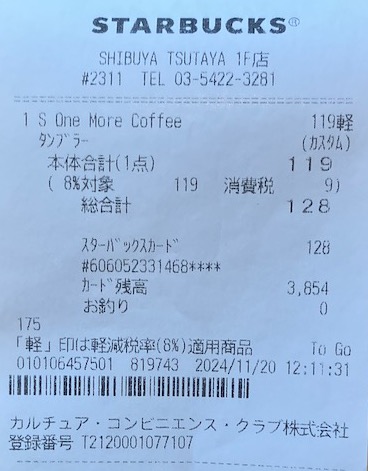 STARBUCKS®
SHIBUYA TSUTAYA 1F店
#2311 TEL 03-5422-3281
1 S One More Coffee 119軽
ﾀﾝﾌﾞﾗｰ (ｶｽﾀﾑ)
本体合計(1点) 119
( 8%対象 119 消費税 9)
総合計 128
ｽﾀｰﾊﾞｯｸｽｶｰﾄﾞ 128
#606052331468****
ｶｰﾄﾞ残高 3,854
お釣り 0
175
「軽」印は軽減税率(8%)適用商品 To Go
010106457501 819743 2024/11/20 12:11:31
カルチュア・コンビニエンス・クラブ株式会社
登録番号 T2120001077107